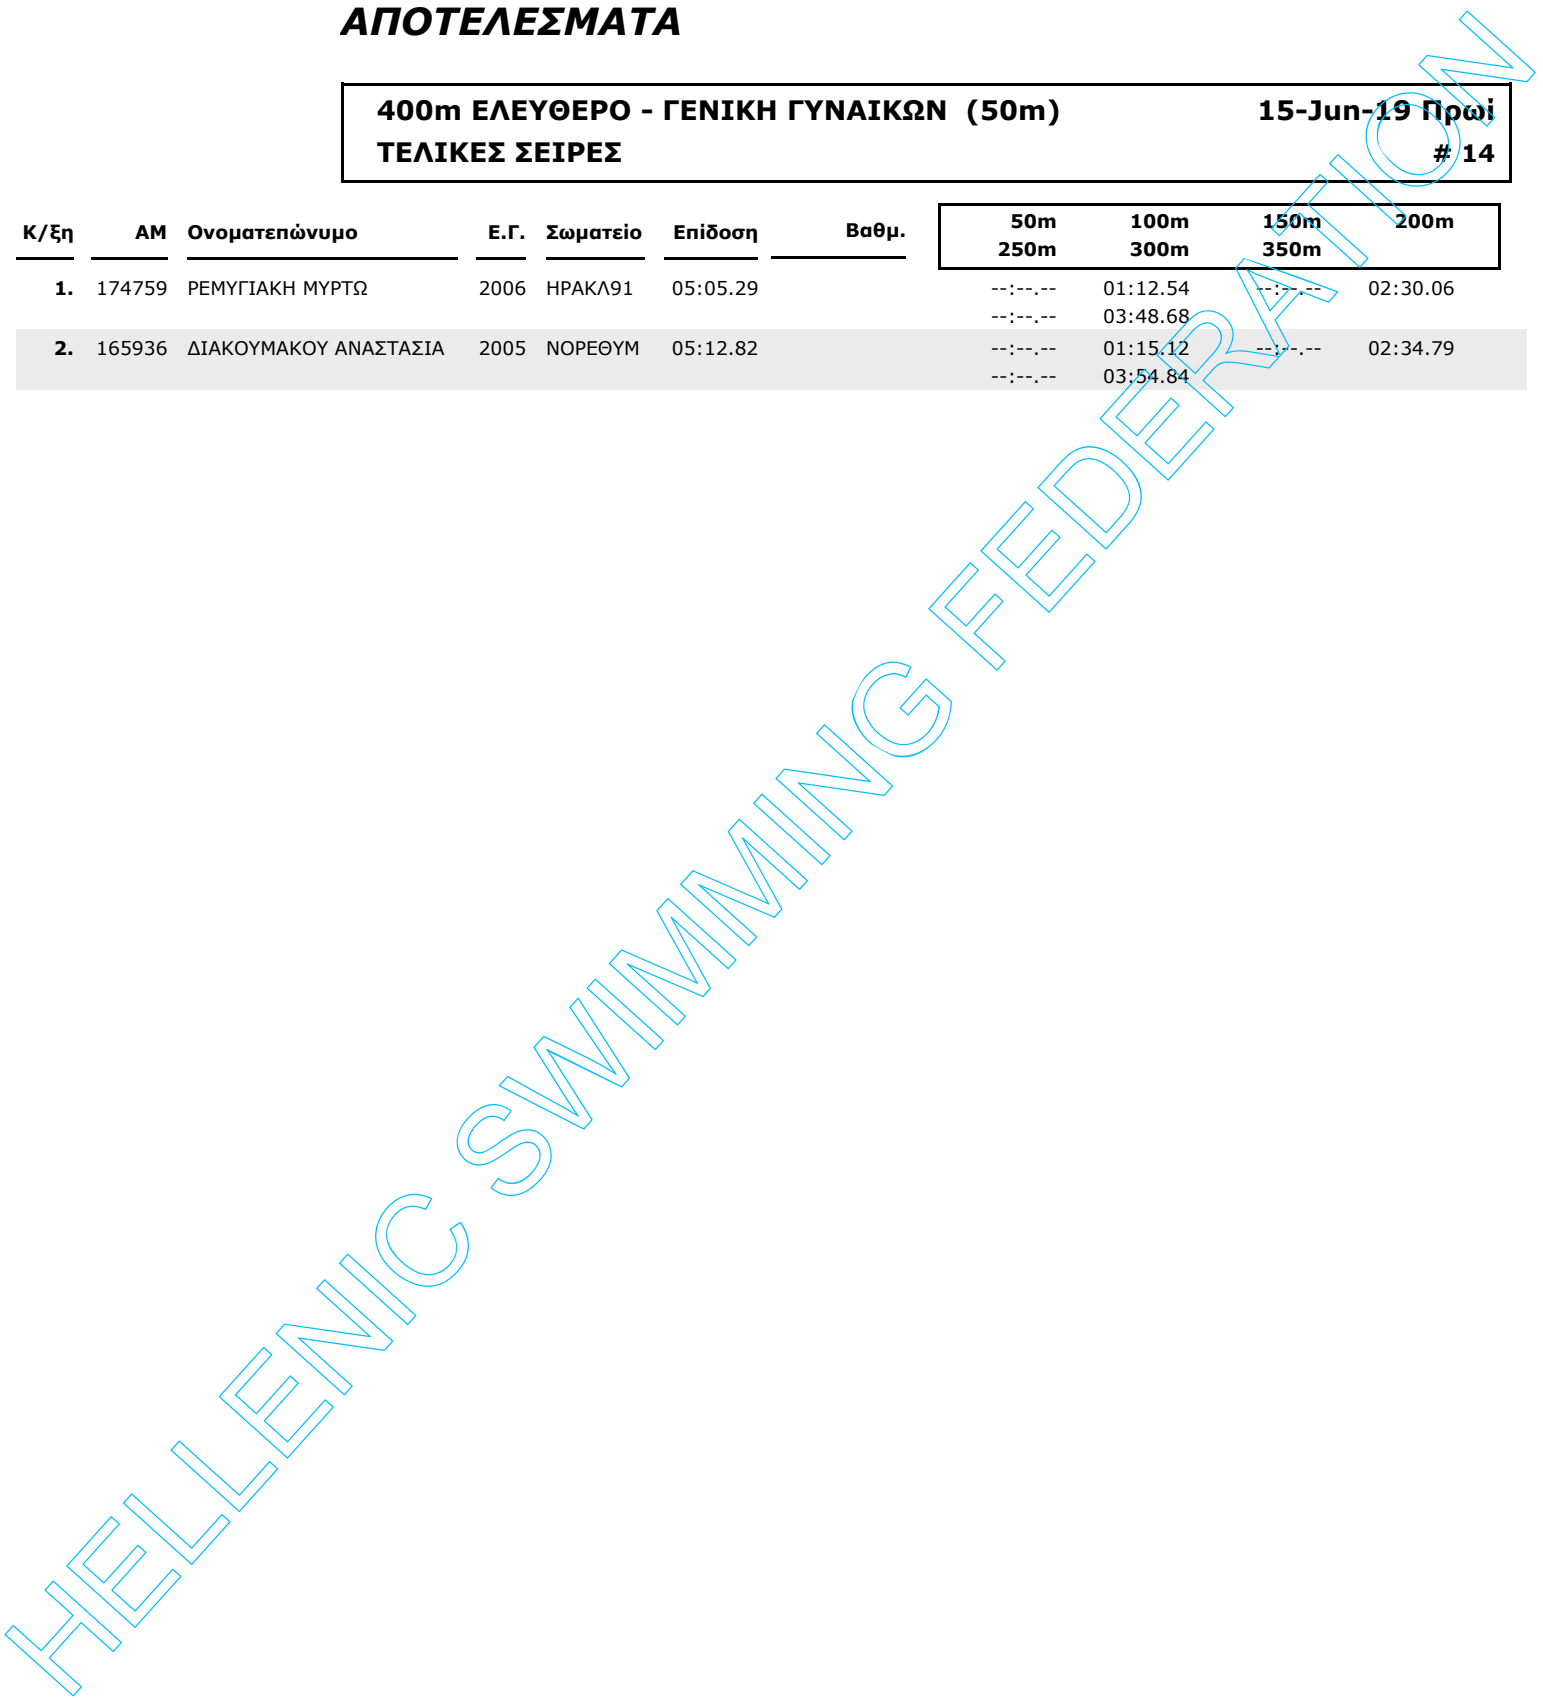 ΑΠΟΤΕΛΕΣΜΑΤΑ
400m ΕΛΕΥΘΕΡΟ - ΓΕΝΙΚΗ ΓΥΝΑΙΚΩΝ (50m) 15-Jun-19 Πρωί
ΤΕΛΙΚΕΣ ΣΕΙΡΕΣ # 14
Κ/ξη ΑΜ Ονοματεπώνυμο Ε.Γ. Σωματείο Επίδοση Βαθμ. 50m 100m 150m 200m
250m 300m 350m
1. 174759 ΡΕΜΥΓΙΑΚΗ ΜΥΡΤΩ 2006 ΗΡΑΚΛ91 05:05.29 --:--.-- 01:12.54 --:--.-- 02:30.06
--:--.-- 03:48.68
2. 165936 ΔΙΑΚΟΥΜΑΚΟΥ ΑΝΑΣΤΑΣΙΑ 2005 ΝΟΡΕΘΥΜ 05:12.82 --:--.-- 01:15.12 --:--.-- 02:34.79
--:--.-- 03:54.84
HELLENIC SWIMMING FEDERATION